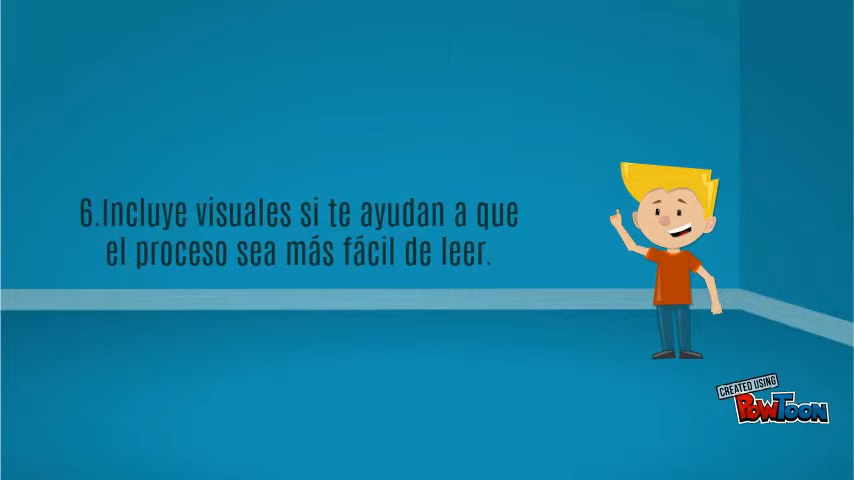 6.Incluye visuales si te ayudan a que
el proceso sea más fácil de leer.
CREATED USING
POWTOON